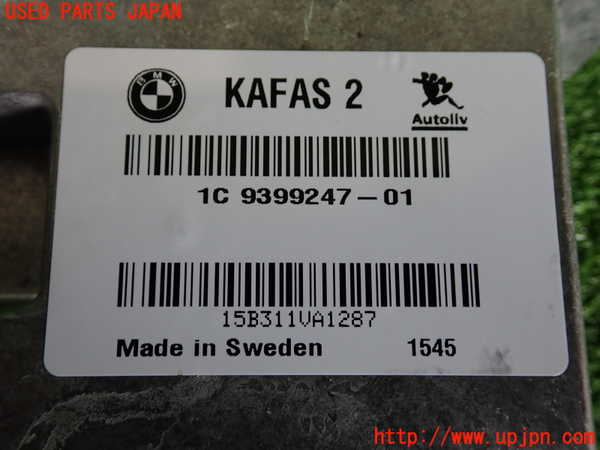 USED PARTS JAPAN
BMW
KAFAS 2
Autoliv
1C 9399247-01
15B311VA1287
Made in Sweden 1545
http://www.upjpn.com/